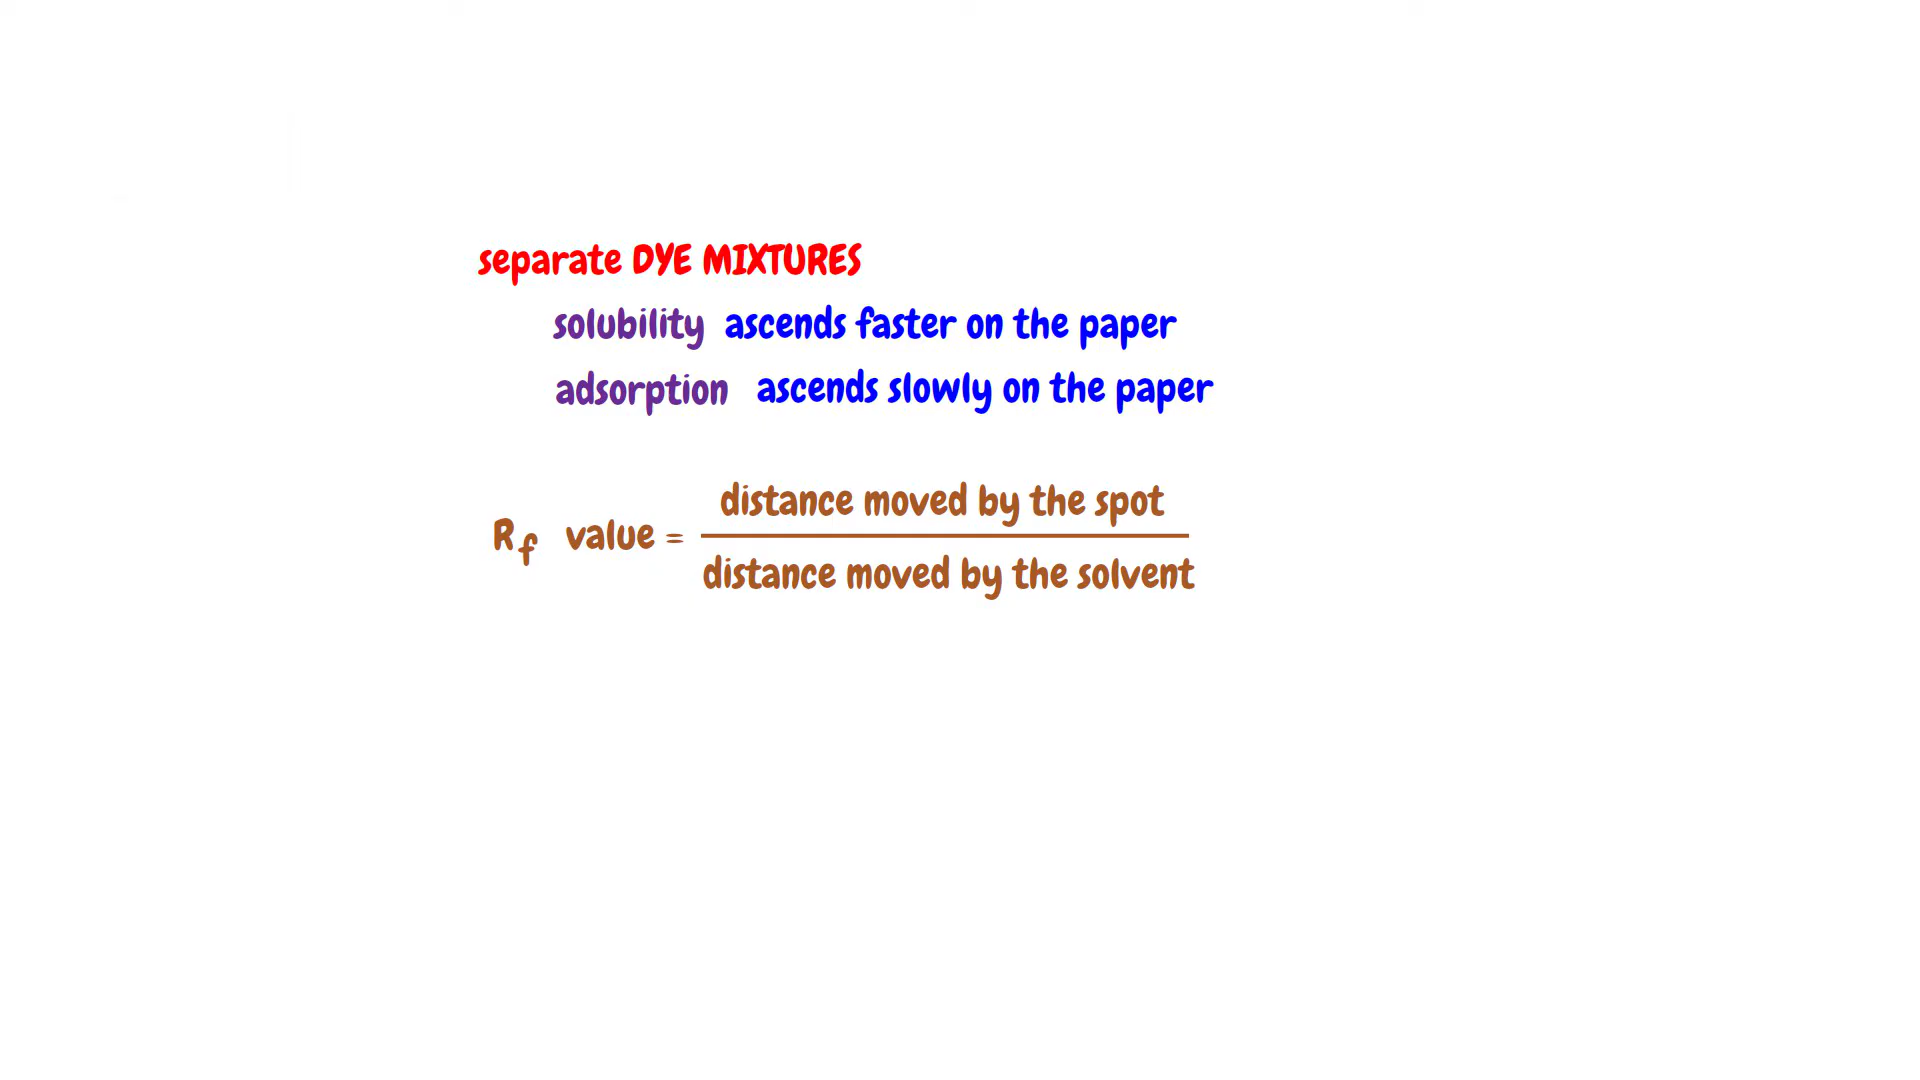 separate DYE MIXTURES
solubility ascends faster on the paper
adsorption ascends slowly on the paper
distance moved by the spot
Rf value =
distance moved by the solvent